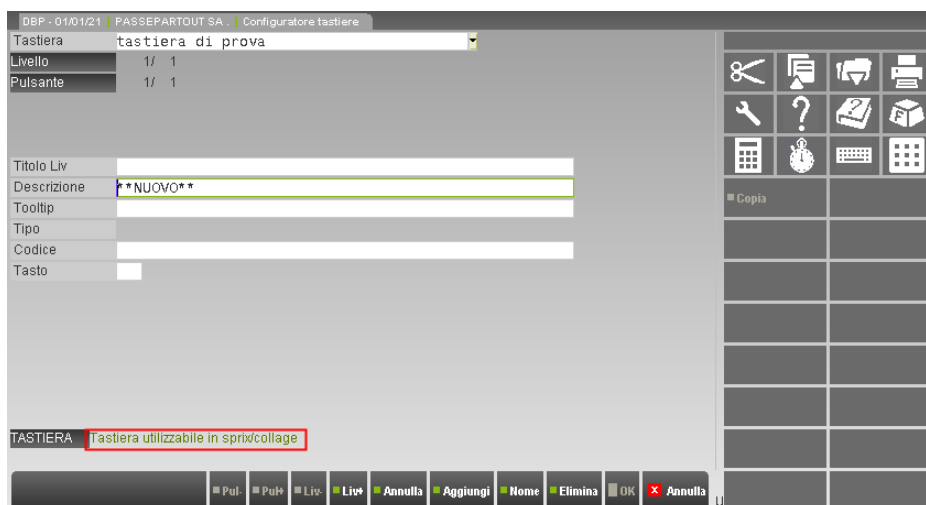 DBP - 01/01/21 PASSEPARTOUT SA . Configuratore tastiere
Tastiera tastiera di prova
Livello 1/ 1
Pulsante 1/ 1
Titolo Liv
Descrizione **NUOVO**
Tooltip
Tipo
Codice
Tasto
Copia
TASTIERA Tastiera utilizzabile in sprix/collage
Pul- Pul+ Liv- Liv+ Annulla Aggiungi Nome Elimina OK Annulla